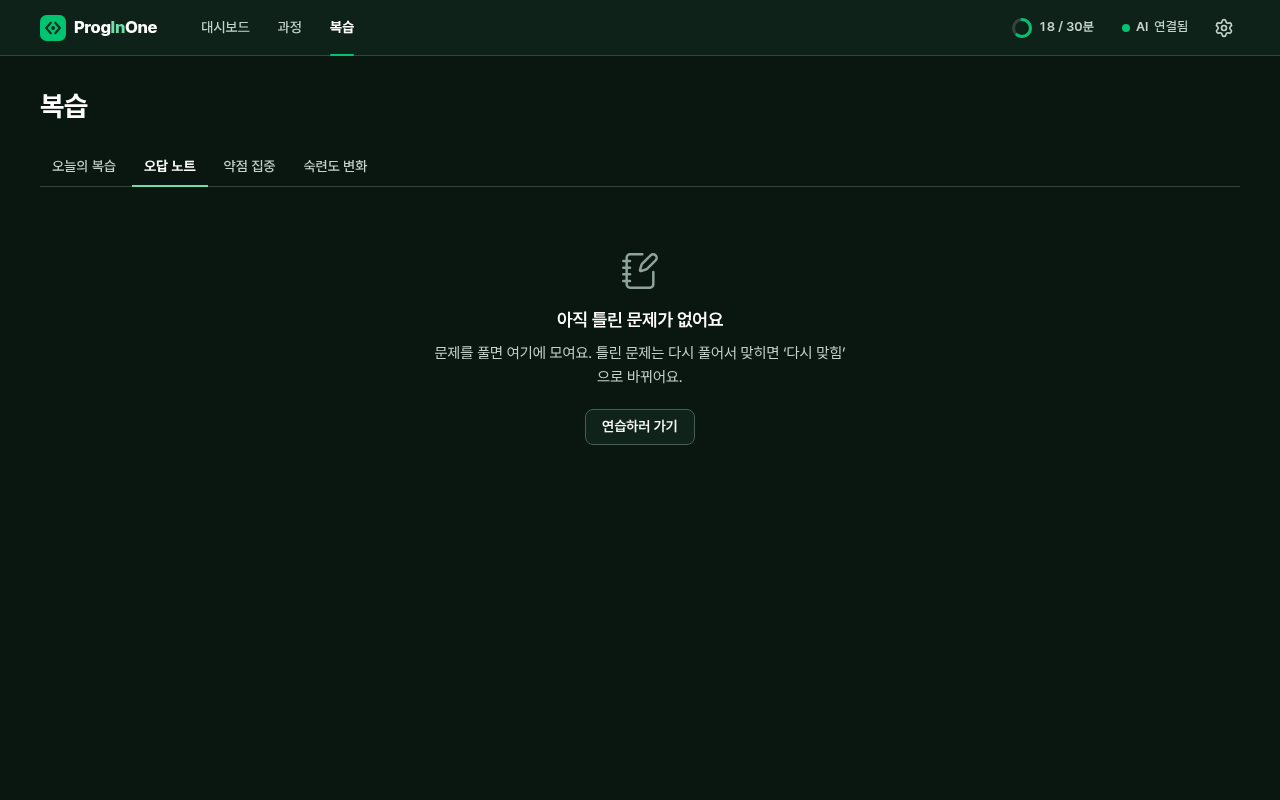 ProgInOne
대시보드
과정
복습
18 / 30분
AI 연결됨
복습
오늘의 복습
오답 노트
약점 집중
숙련도 변화
아직 틀린 문제가 없어요
문제를 풀면 여기에 모여요. 틀린 문제는 다시 풀어서 맞히면 ‘다시 맞힘’
으로 바뀌어요.
연습하러 가기